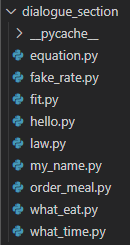 dialogue_section
__pycache__
equation.py
fake_rate.py
fit.py
hello.py
law.py
my_name.py
order_meal.py
what_eat.py
what_time.py